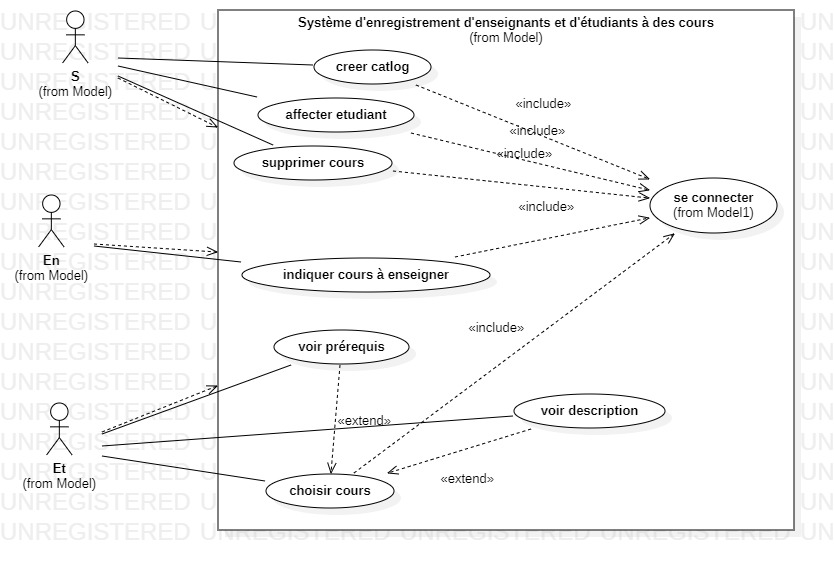 Système d'enregistrement d'enseignants et d'étudiants à des cours
(from Model)
S
(from Model)
creer catlog
«include»
affecter etudiant
«include»
«include»
supprimer cours
se connecter
(from Model1)
«include»
En
(from Model)
indiquer cours à enseigner
«include»
voir prérequis
voir description
«extend»
Et
(from Model)
choisir cours
«extend»
UNREGISTERED